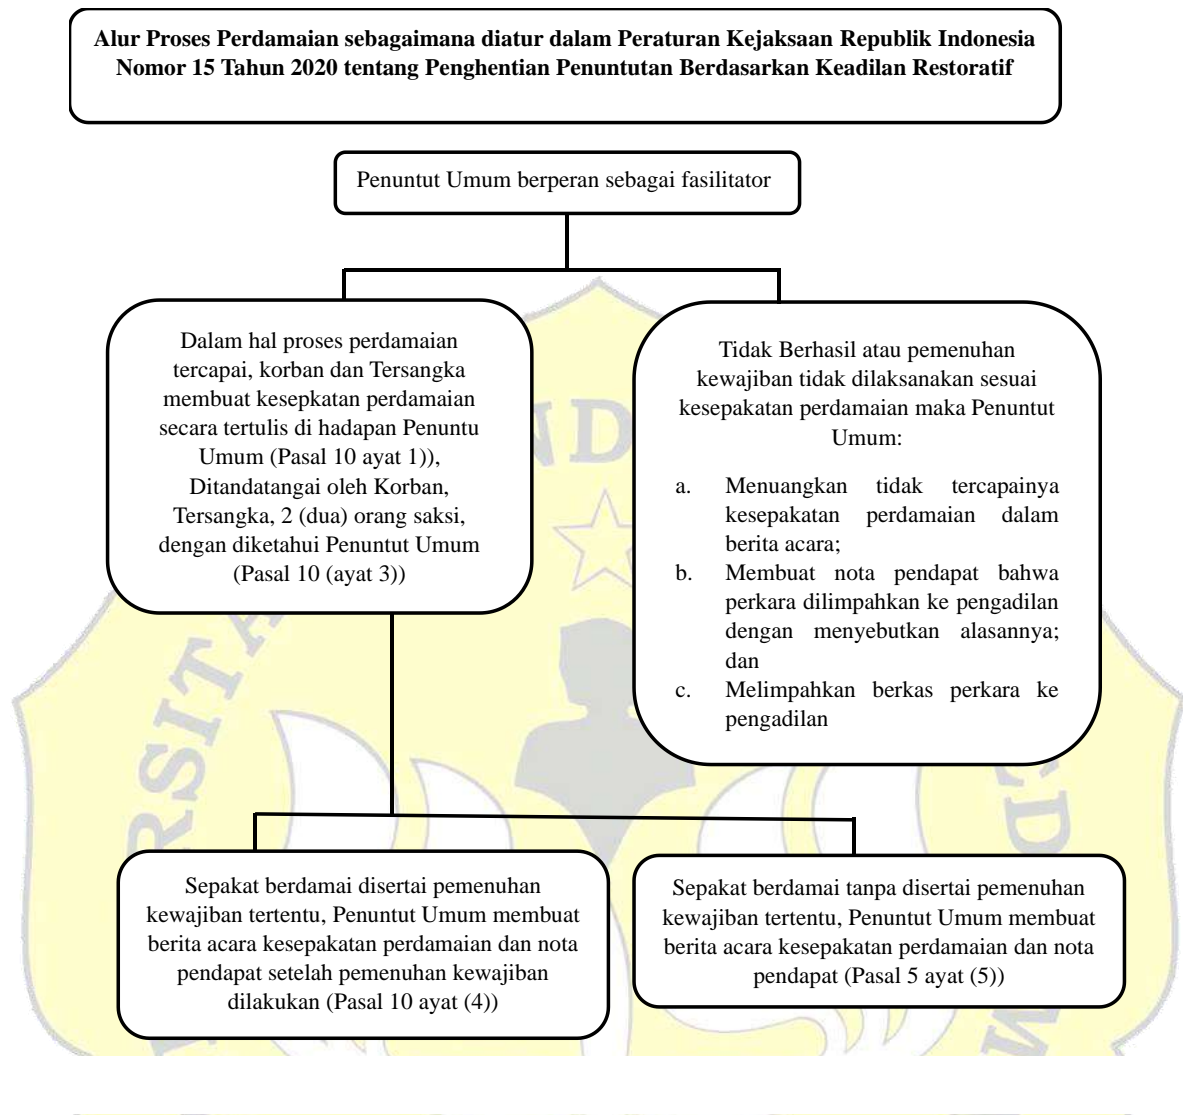 Alur Proses Perdamaian sebagaimana diatur dalam Peraturan Kejaksaan Republik Indonesia
Nomor 15 Tahun 2020 tentang Penghentian Penuntutan Berdasarkan Keadilan Restoratif
Penuntut Umum berperan sebagai fasilitator
Dalam hal proses perdamaian
tercapai, korban dan Tersangka
membuat kesepkatan perdamaian
secara tertulis di hadapan Penuntu
Umum (Pasal 10 ayat 1)),
Ditandatangai oleh Korban,
Tersangka, 2 (dua) orang saksi,
dengan diketahui Penuntut Umum
(Pasal 10 (ayat 3))
Tidak Berhasil atau pemenuhan
kewajiban tidak dilaksanakan sesuai
kesepakatan perdamaian maka Penuntut
Umum:
a. Menuangkan tidak tercapainya
kesepakatan perdamaian dalam
berita acara;
b. Membuat nota pendapat bahwa
perkara dilimpahkan ke pengadilan
dengan menyebutkan alasannya;
dan
c. Melimpahkan berkas perkara ke
pengadilan
Sepakat berdamai disertai pemenuhan
kewajiban tertentu, Penuntut Umum membuat
berita acara kesepakatan perdamaian dan nota
pendapat setelah pemenuhan kewajiban
dilakukan (Pasal 10 ayat (4))
Sepakat berdamai tanpa disertai pemenuhan
kewajiban tertentu, Penuntut Umum membuat
berita acara kesepakatan perdamaian dan nota
pendapat (Pasal 5 ayat (5))